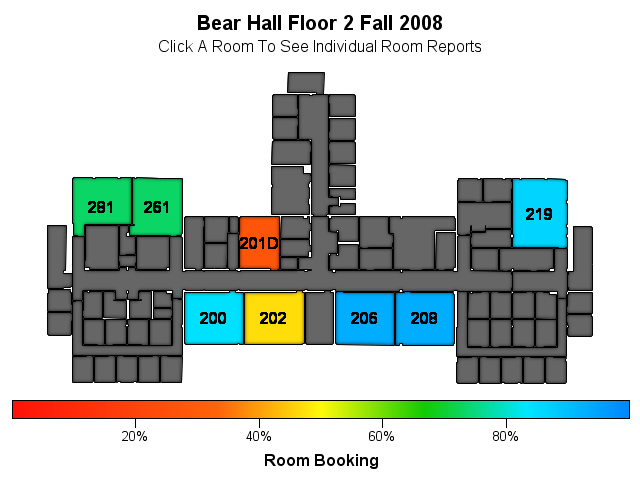 Bear Hall Floor 2 Fall 2008
Click A Room To See Individual Room Reports
281 261 219
201D
200 202 206 208
20% 40% 60% 80%
Room Booking